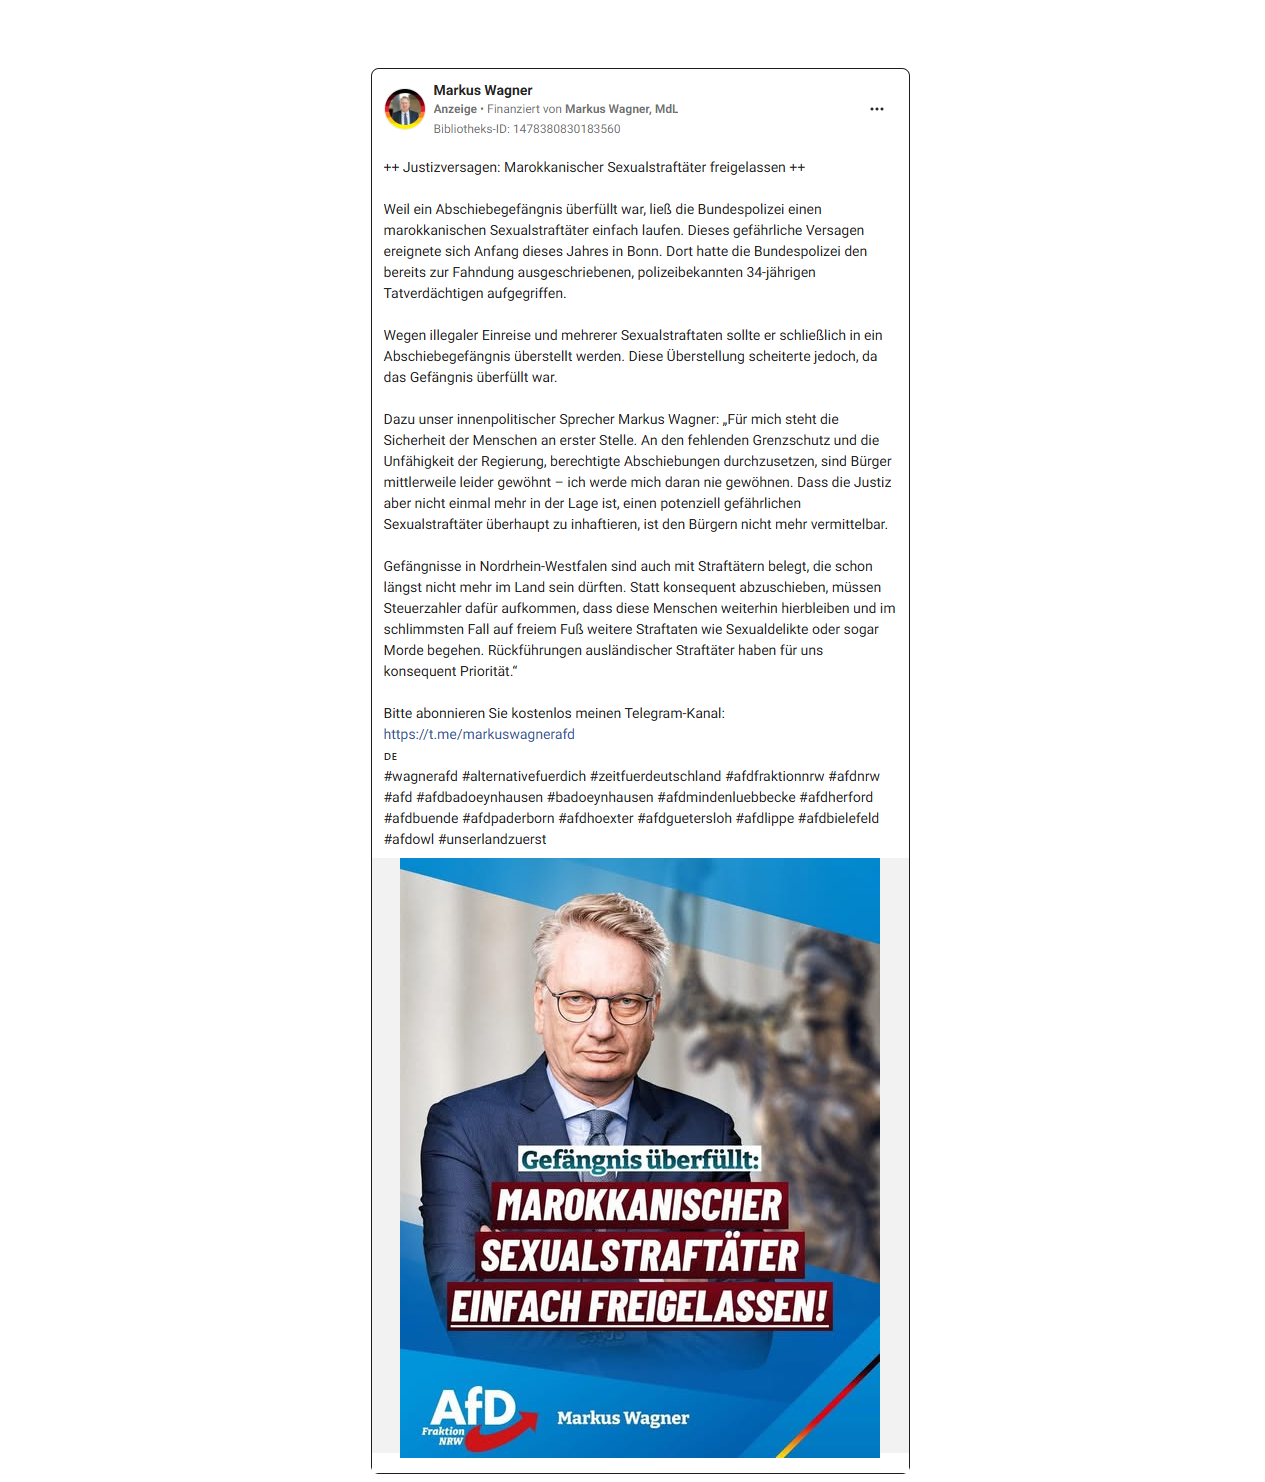 Markus Wagner
Anzeige • Finanziert von Markus Wagner, MdL
Bibliotheks-ID: 1478380830183560
++ Justizversagen: Marokkanischer Sexualstraftäter freigelassen ++
Weil ein Abschiebegefängnis überfüllt war, ließ die Bundespolizei einen
marokkanischen Sexualstraftäter einfach laufen. Dieses gefährliche Versagen
ereignete sich Anfang dieses Jahres in Bonn. Dort hatte die Bundespolizei den
bereits zur Fahndung ausgeschriebenen, polizeibekannten 34-jährigen
Tatverdächtigen aufgegriffen.
Wegen illegaler Einreise und mehrerer Sexualstraftaten sollte er schließlich in ein
Abschiebegefängnis überstellt werden. Diese Überstellung scheiterte jedoch, da
das Gefängnis überfüllt war.
Dazu unser innenpolitischer Sprecher Markus Wagner: „Für mich steht die
Sicherheit der Menschen an erster Stelle. An den fehlenden Grenzschutz und die
Unfähigkeit der Regierung, berechtigte Abschiebungen durchzusetzen, sind Bürger
mittlerweile leider gewöhnt – ich werde mich daran nie gewöhnen. Dass die Justiz
aber nicht einmal mehr in der Lage ist, einen potenziell gefährlichen
Sexualstraftäter überhaupt zu inhaftieren, ist den Bürgern nicht mehr vermittelbar.
Gefängnisse in Nordrhein-Westfalen sind auch mit Straftätern belegt, die schon
längst nicht mehr im Land sein dürften. Statt konsequent abzuschieben, müssen
Steuerzahler dafür aufkommen, dass diese Menschen weiterhin hierbleiben und im
schlimmsten Fall auf freiem Fuß weitere Straftaten wie Sexualdelikte oder sogar
Morde begehen. Rückführungen ausländischer Straftäter haben für uns
konsequent Priorität.“
Bitte abonnieren Sie kostenlos meinen Telegram-Kanal:
https://t.me/markuswagnerafd
DE
#wagnerafd #alternativefuerdich #zeitfuerdeutschland #afdfraktionnrw #afdnrw
#afd #afdbadoeynhausen #badoeynhausen #afdmindenluebbecke #afdherford
#afdbuende #afdpaderborn #afdhoexter #afdguetersloh #afdlippe #afdbielefeld
#afdowl #unserlandzuerst
Gefängnis überfüllt:
MAROKKANISCHER
SEXUALSTRAFTÄTER
EINFACH FREIGELASSEN!
AfD
Fraktion
NRW
Markus Wagner